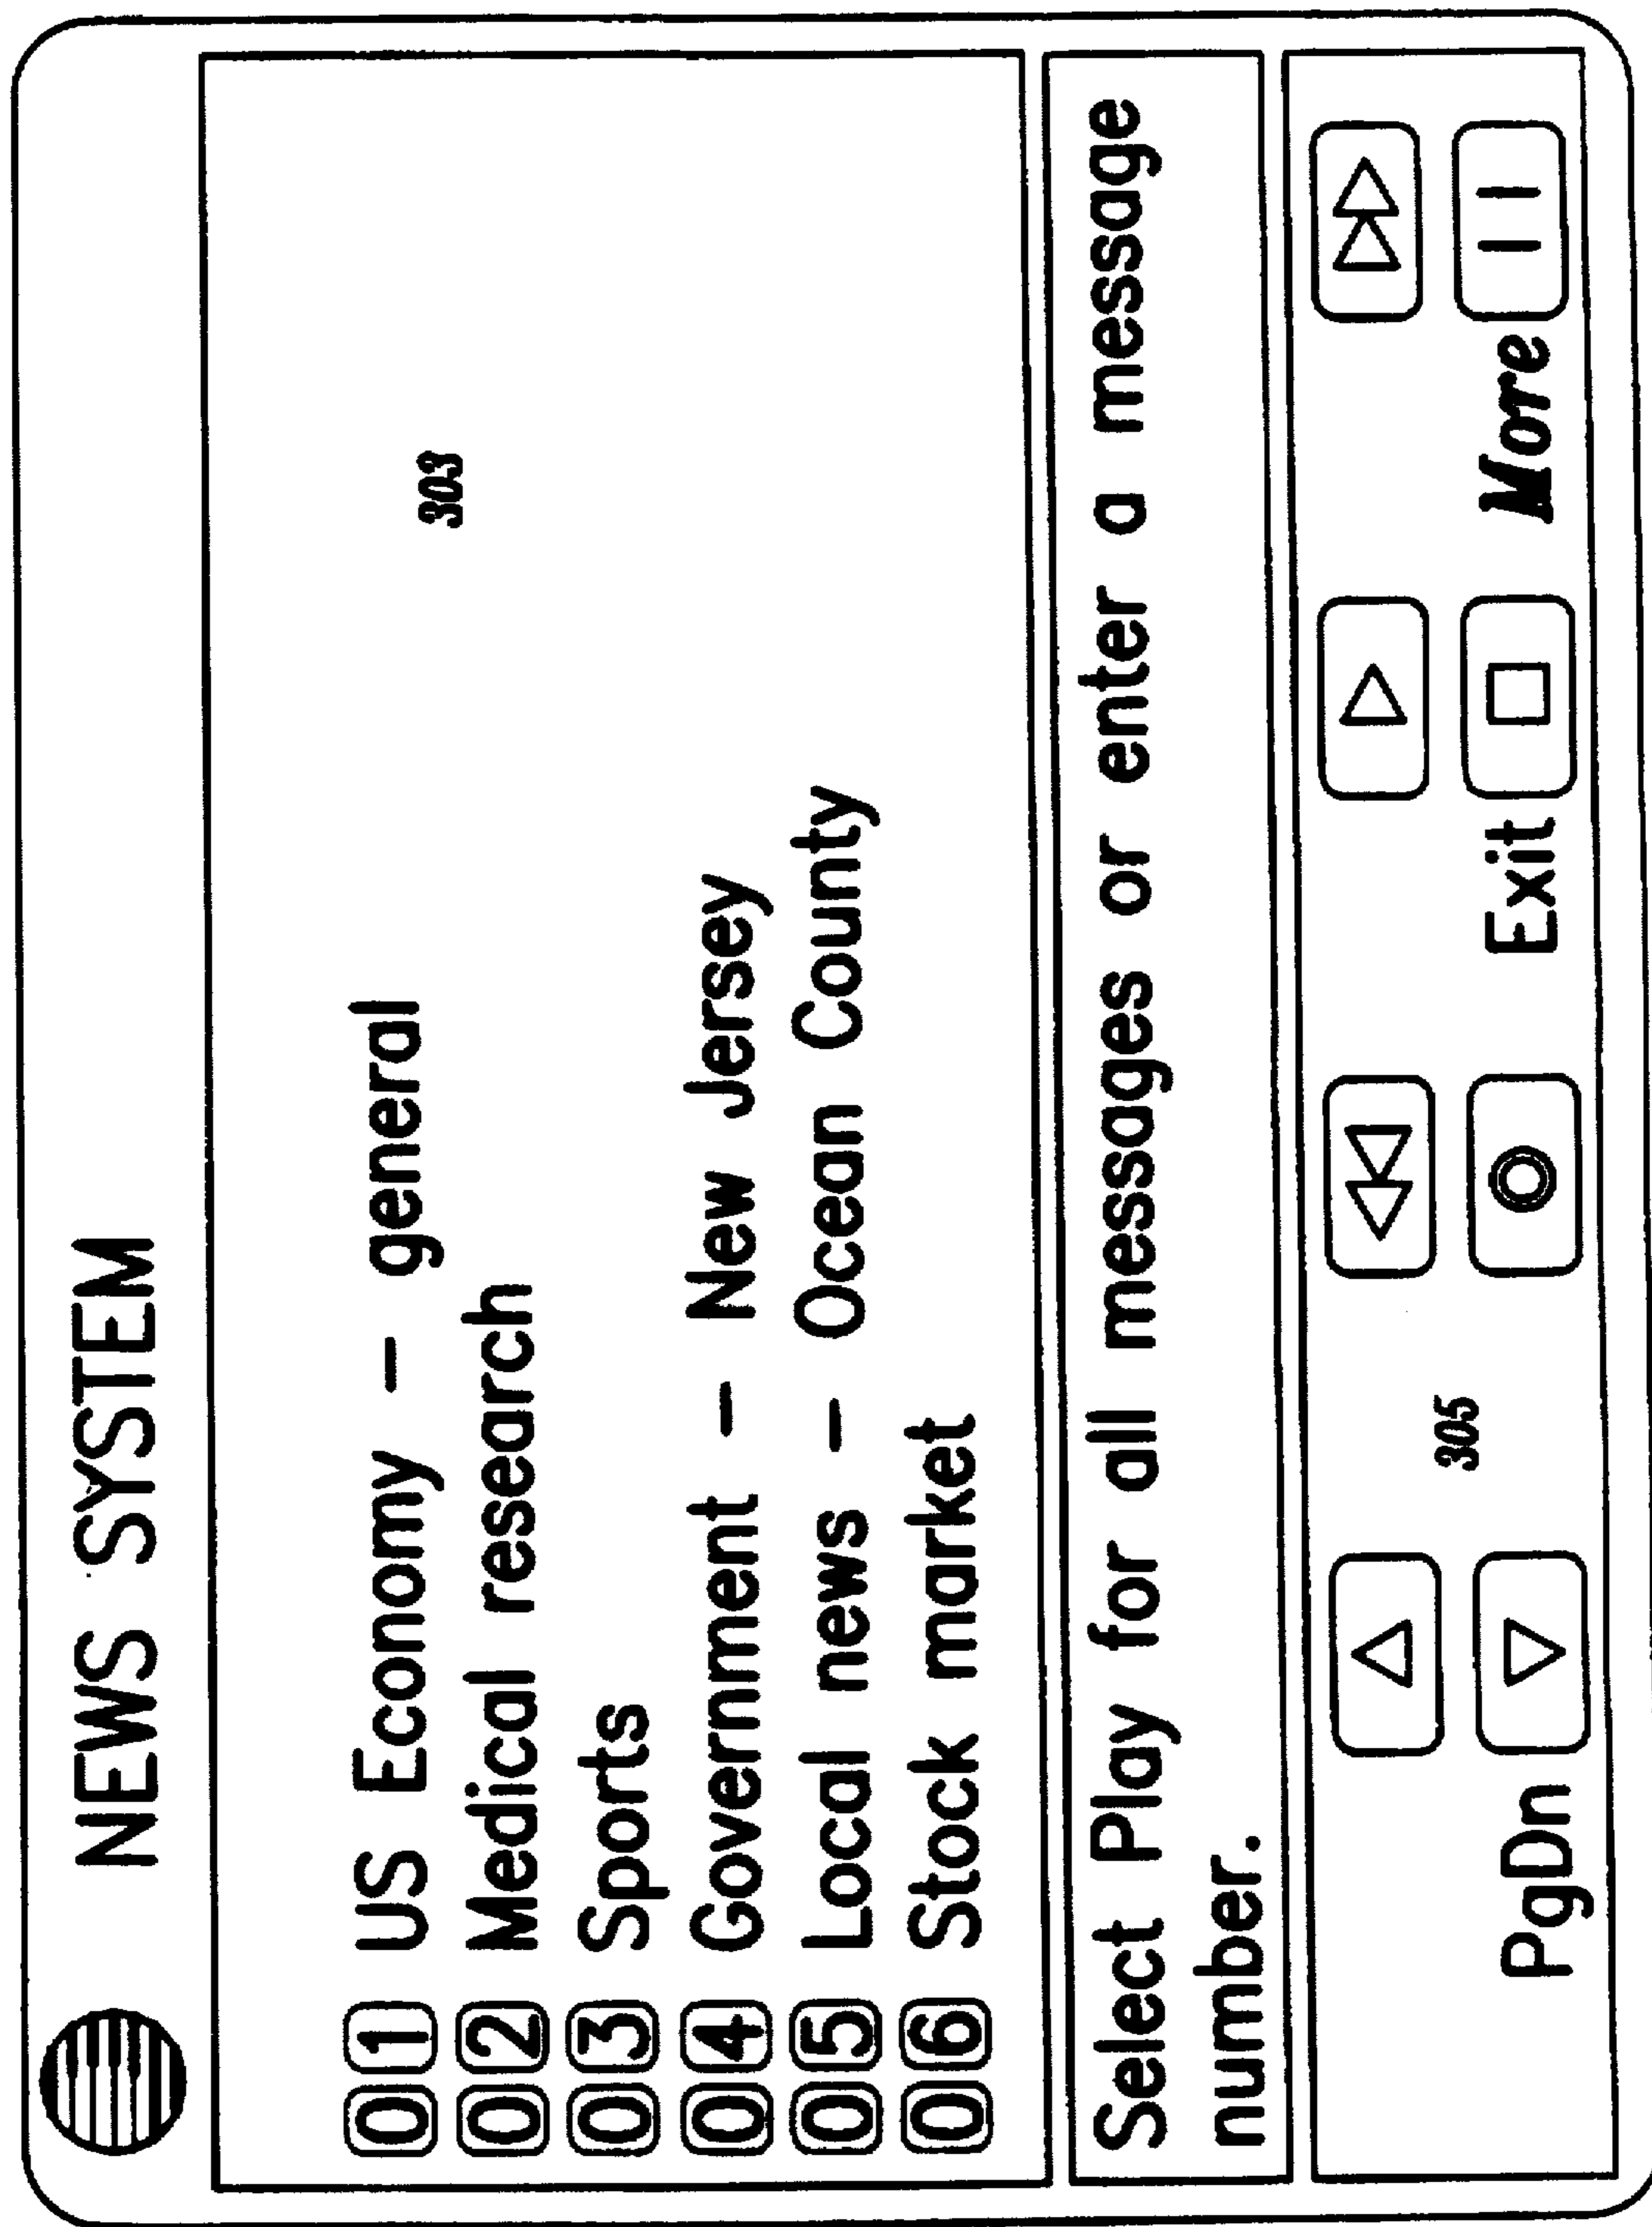 NEWS SYSTEM
01 US Economy – general
303
02 Medical research
03 Sports
04 Government – New Jersey
05 Local news – Ocean County
06 Stock market
Select Play for all messages or enter a message
number.
305
PgDn Exit More